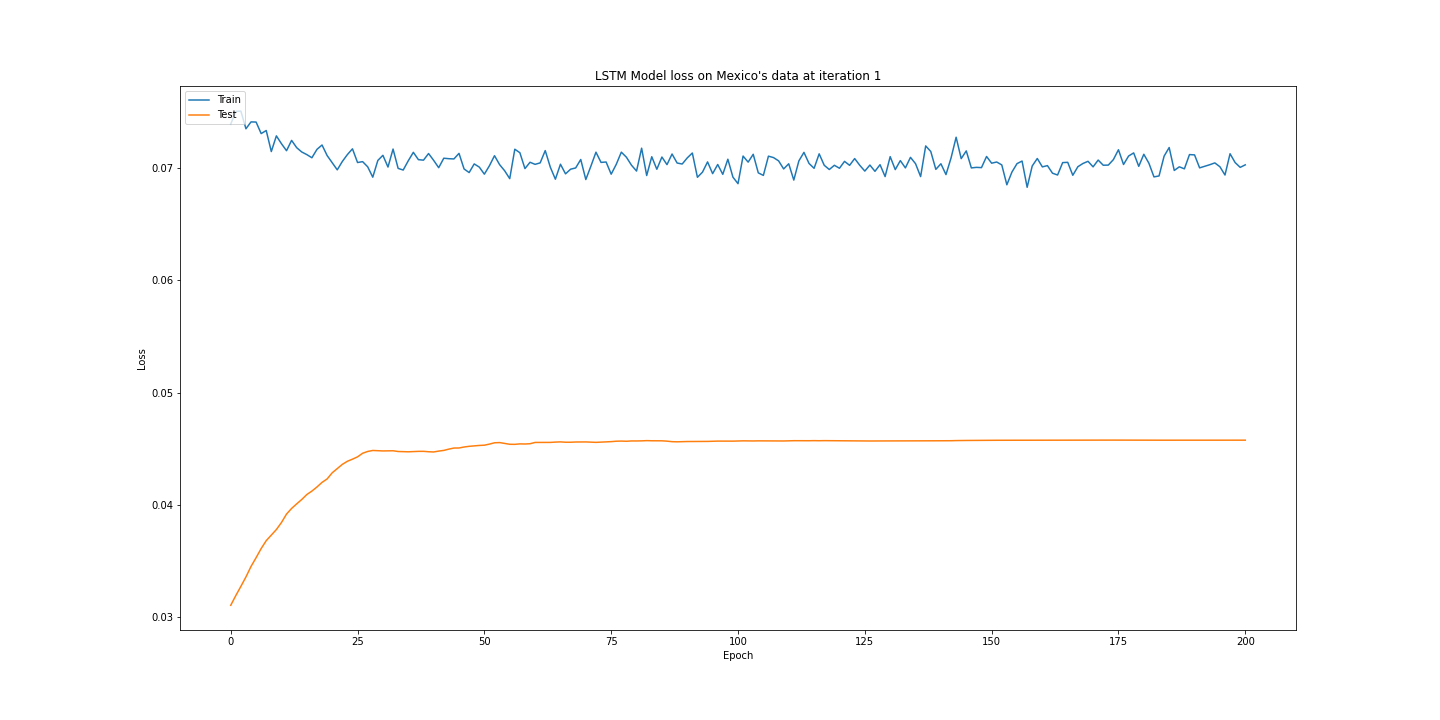 LSTM Model loss on Mexico's data at iteration 1
Train
Test
0.07
0.06
0.05
0.04
0.03
Loss
0 25 50 75 100 125 150 175 200
Epoch